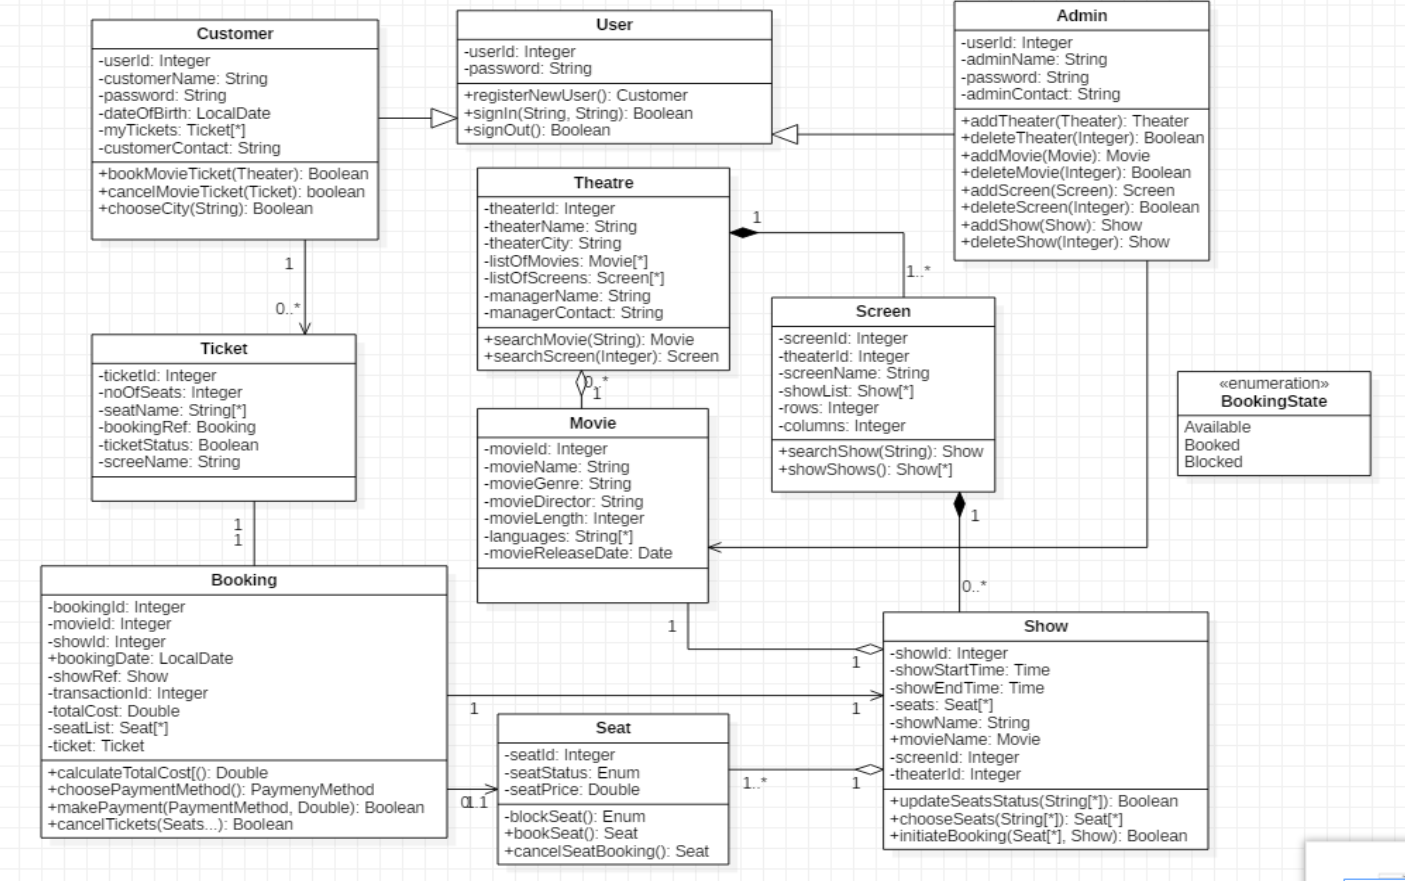 Customer
-userId: Integer
-customerName: String
-password: String
-dateOfBirth: LocalDate
-myTickets: Ticket[*]
-customerContact: String
+bookMovieTicket(Theater): Boolean
+cancelMovieTicket(Ticket): boolean
+chooseCity(String): Boolean
User
-userId: Integer
-password: String
+registerNewUser(): Customer
+signIn(String, String): Boolean
+signOut(): Boolean
Admin
-userId: Integer
-adminName: String
-password: String
-adminContact: String
+addTheater(Theater): Theater
+deleteTheater(Integer): Boolean
+addMovie(Movie): Movie
+deleteMovie(Integer): Boolean
+addScreen(Screen): Screen
+deleteScreen(Integer): Boolean
+addShow(Show): Show
+deleteShow(Integer): Show
Theatre
-theaterId: Integer
-theaterName: String
-theaterCity: String
-listOfMovies: Movie[*]
-listOfScreens: Screen[*]
-managerName: String
-managerContact: String
+searchMovie(String): Movie
+searchScreen(Integer): Screen
1
1..*
1
0..*
Screen
-screenId: Integer
-theaterId: Integer
-screenName: String
-showList: Show[*]
-rows: Integer
-columns: Integer
+searchShow(String): Show
+showShows(): Show[*]
Ticket
-ticketId: Integer
-noOfSeats: Integer
-seatName: String[*]
-bookingRef: Booking
-ticketStatus: Boolean
-screeName: String
0..*
1
Movie
-movieId: Integer
-movieName: String
-movieGenre: String
-movieDirector: String
-movieLength: Integer
-languages: String[*]
-movieReleaseDate: Date
«enumeration»
BookingState
Available
Booked
Blocked
1
1
1
0..*
Booking
-bookingId: Integer
-movieId: Integer
-showId: Integer
+bookingDate: LocalDate
-showRef: Show
-transactionId: Integer
-totalCost: Double
-seatList: Seat[*]
-ticket: Ticket
+calculateTotalCost[(): Double
+choosePaymentMethod(): PaymenyMethod
+makePayment(PaymentMethod, Double): Boolean
+cancelTickets(Seats...): Boolean
1
1
1
1
Show
-showId: Integer
-showStartTime: Time
-showEndTime: Time
-seats: Seat[*]
-showName: String
+movieName: Movie
-screenId: Integer
-theaterId: Integer
+updateSeatsStatus(String[*]): Boolean
+chooseSeats(String[*]): Seat[*]
+initiateBooking(Seat[*], Show): Boolean
Seat
-seatId: Integer
-seatStatus: Enum
-seatPrice: Double
-blockSeat(): Enum
+bookSeat(): Seat
+cancelSeatBooking(): Seat
1..*
1